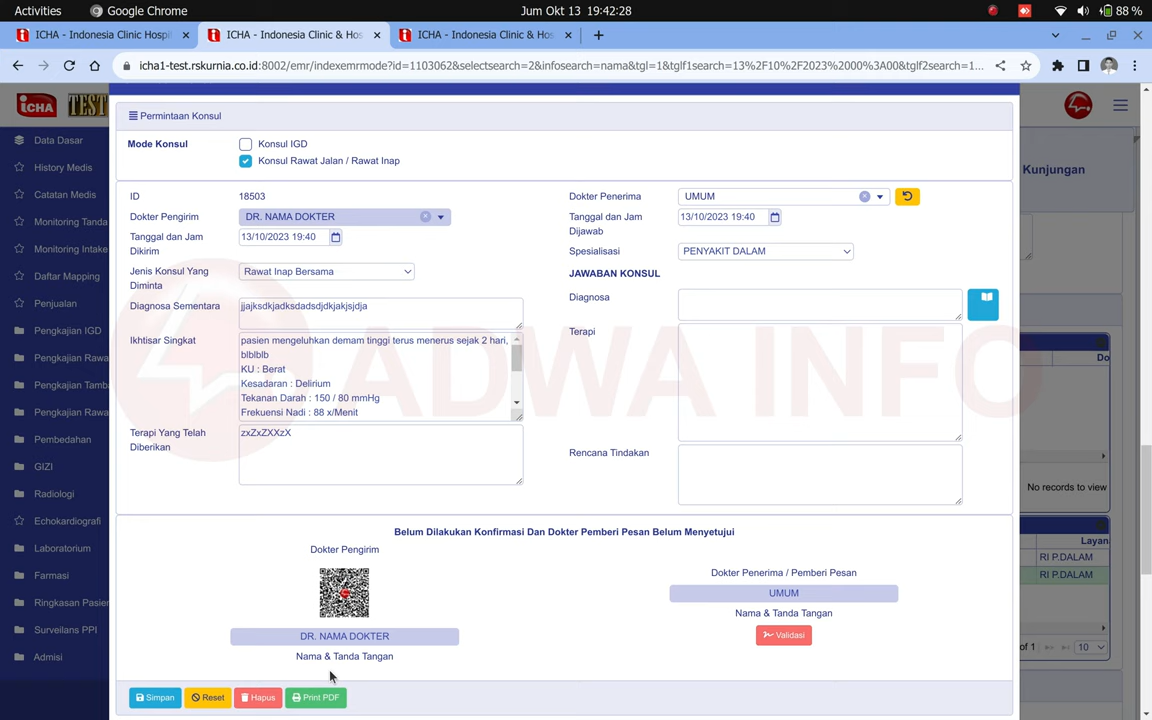 Activities
Google Chrome
Jum Okt 13 19:42:28
88 %
ICHA - Indonesia Clinic Hospi
ICHA - Indonesia Clinic & Hos
ICHA - Indonesia Clinic & Hos
icha1-test.rskurnia.co.id:8002/emr/indexemrmode?id=1103062&selectsearch=2&infosearch=nama&tgl=1&tglf1search=13%2F10%2F2023%2000%3A00&tglf2search=1...
ICHA TEST
Data Dasar
History Medis
Catatan Medis
Monitoring Tanda
Monitoring Intake
Daftar Mapping
Penjualan
Pengkajian IGD
Pengkajian Rawa
Pengkajian Tamb
Pengkajian Rawa
Pembedahan
GIZI
Radiologi
Echokardiografi
Laboratorium
Farmasi
Ringkasan Pasien
Surveilans PPI
Admisi
Permintaan Konsul
Mode Konsul
Konsul IGD
Konsul Rawat Jalan / Rawat Inap
ID
18503
Dokter Pengirim
DR. NAMA DOKTER
Tanggal dan Jam
Dikirim
13/10/2023 19:40
Jenis Konsul Yang
Diminta
Rawat Inap Bersama
Diagnosa Sementara
jjajksdkjadksdadsdjdkjakjsjdja
Ikhtisar Singkat
pasien mengeluhkan demam tinggi terus menerus sejak 2 hari,
blblblb
KU : Berat
Kesadaran : Delirium
Tekanan Darah : 150 / 80 mmHg
Frekuensi Nadi : 88 x/Menit
Terapi Yang Telah
Diberikan
zxZxZXXzX
Dokter Penerima
UMUM
Tanggal dan Jam
Dijawab
13/10/2023 19:40
Spesialisasi
PENYAKIT DALAM
JAWABAN KONSUL
Diagnosa
Terapi
Rencana Tindakan
ADWA INFO
Belum Dilakukan Konfirmasi Dan Dokter Pemberi Pesan Belum Menyetujui
Dokter Pengirim
DR. NAMA DOKTER
Nama & Tanda Tangan
Dokter Penerima / Pemberi Pesan
UMUM
Nama & Tanda Tangan
Validasi
Simpan
Reset
Hapus
Print PDF
Kunjungan
Do
No records to view
Layan
RI P.DALAM
RI P.DALAM
of 1
10